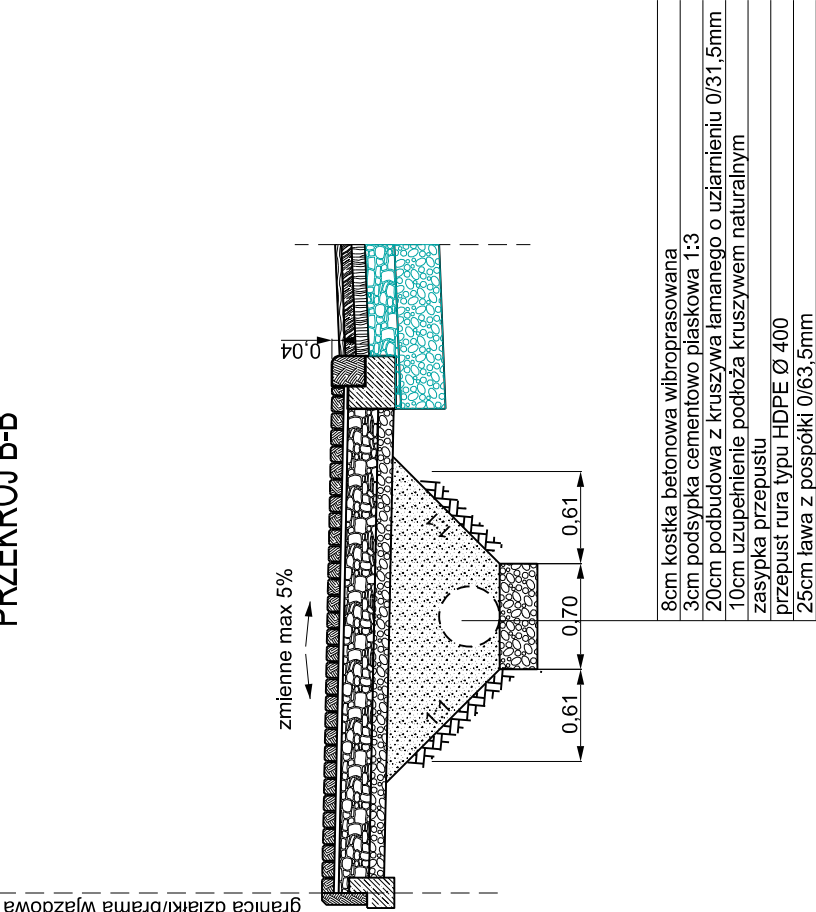 PRZEKRÓJ B-B
zmienne max 5%
0,04
1:1
1:1
0,61
0,70
0,61
granica działki/brama wjazdowa
8cm kostka betonowa wibroprasowana
3cm podsypka cementowo piaskowa 1:3
20cm podbudowa z kruszywa łamanego o uziarnieniu 0/31,5mm
10cm uzupełnienie podłoża kruszywem naturalnym
zasypka przepustu
przepust rura typu HDPE Ø 400
25cm ława z pospółki 0/63,5mm